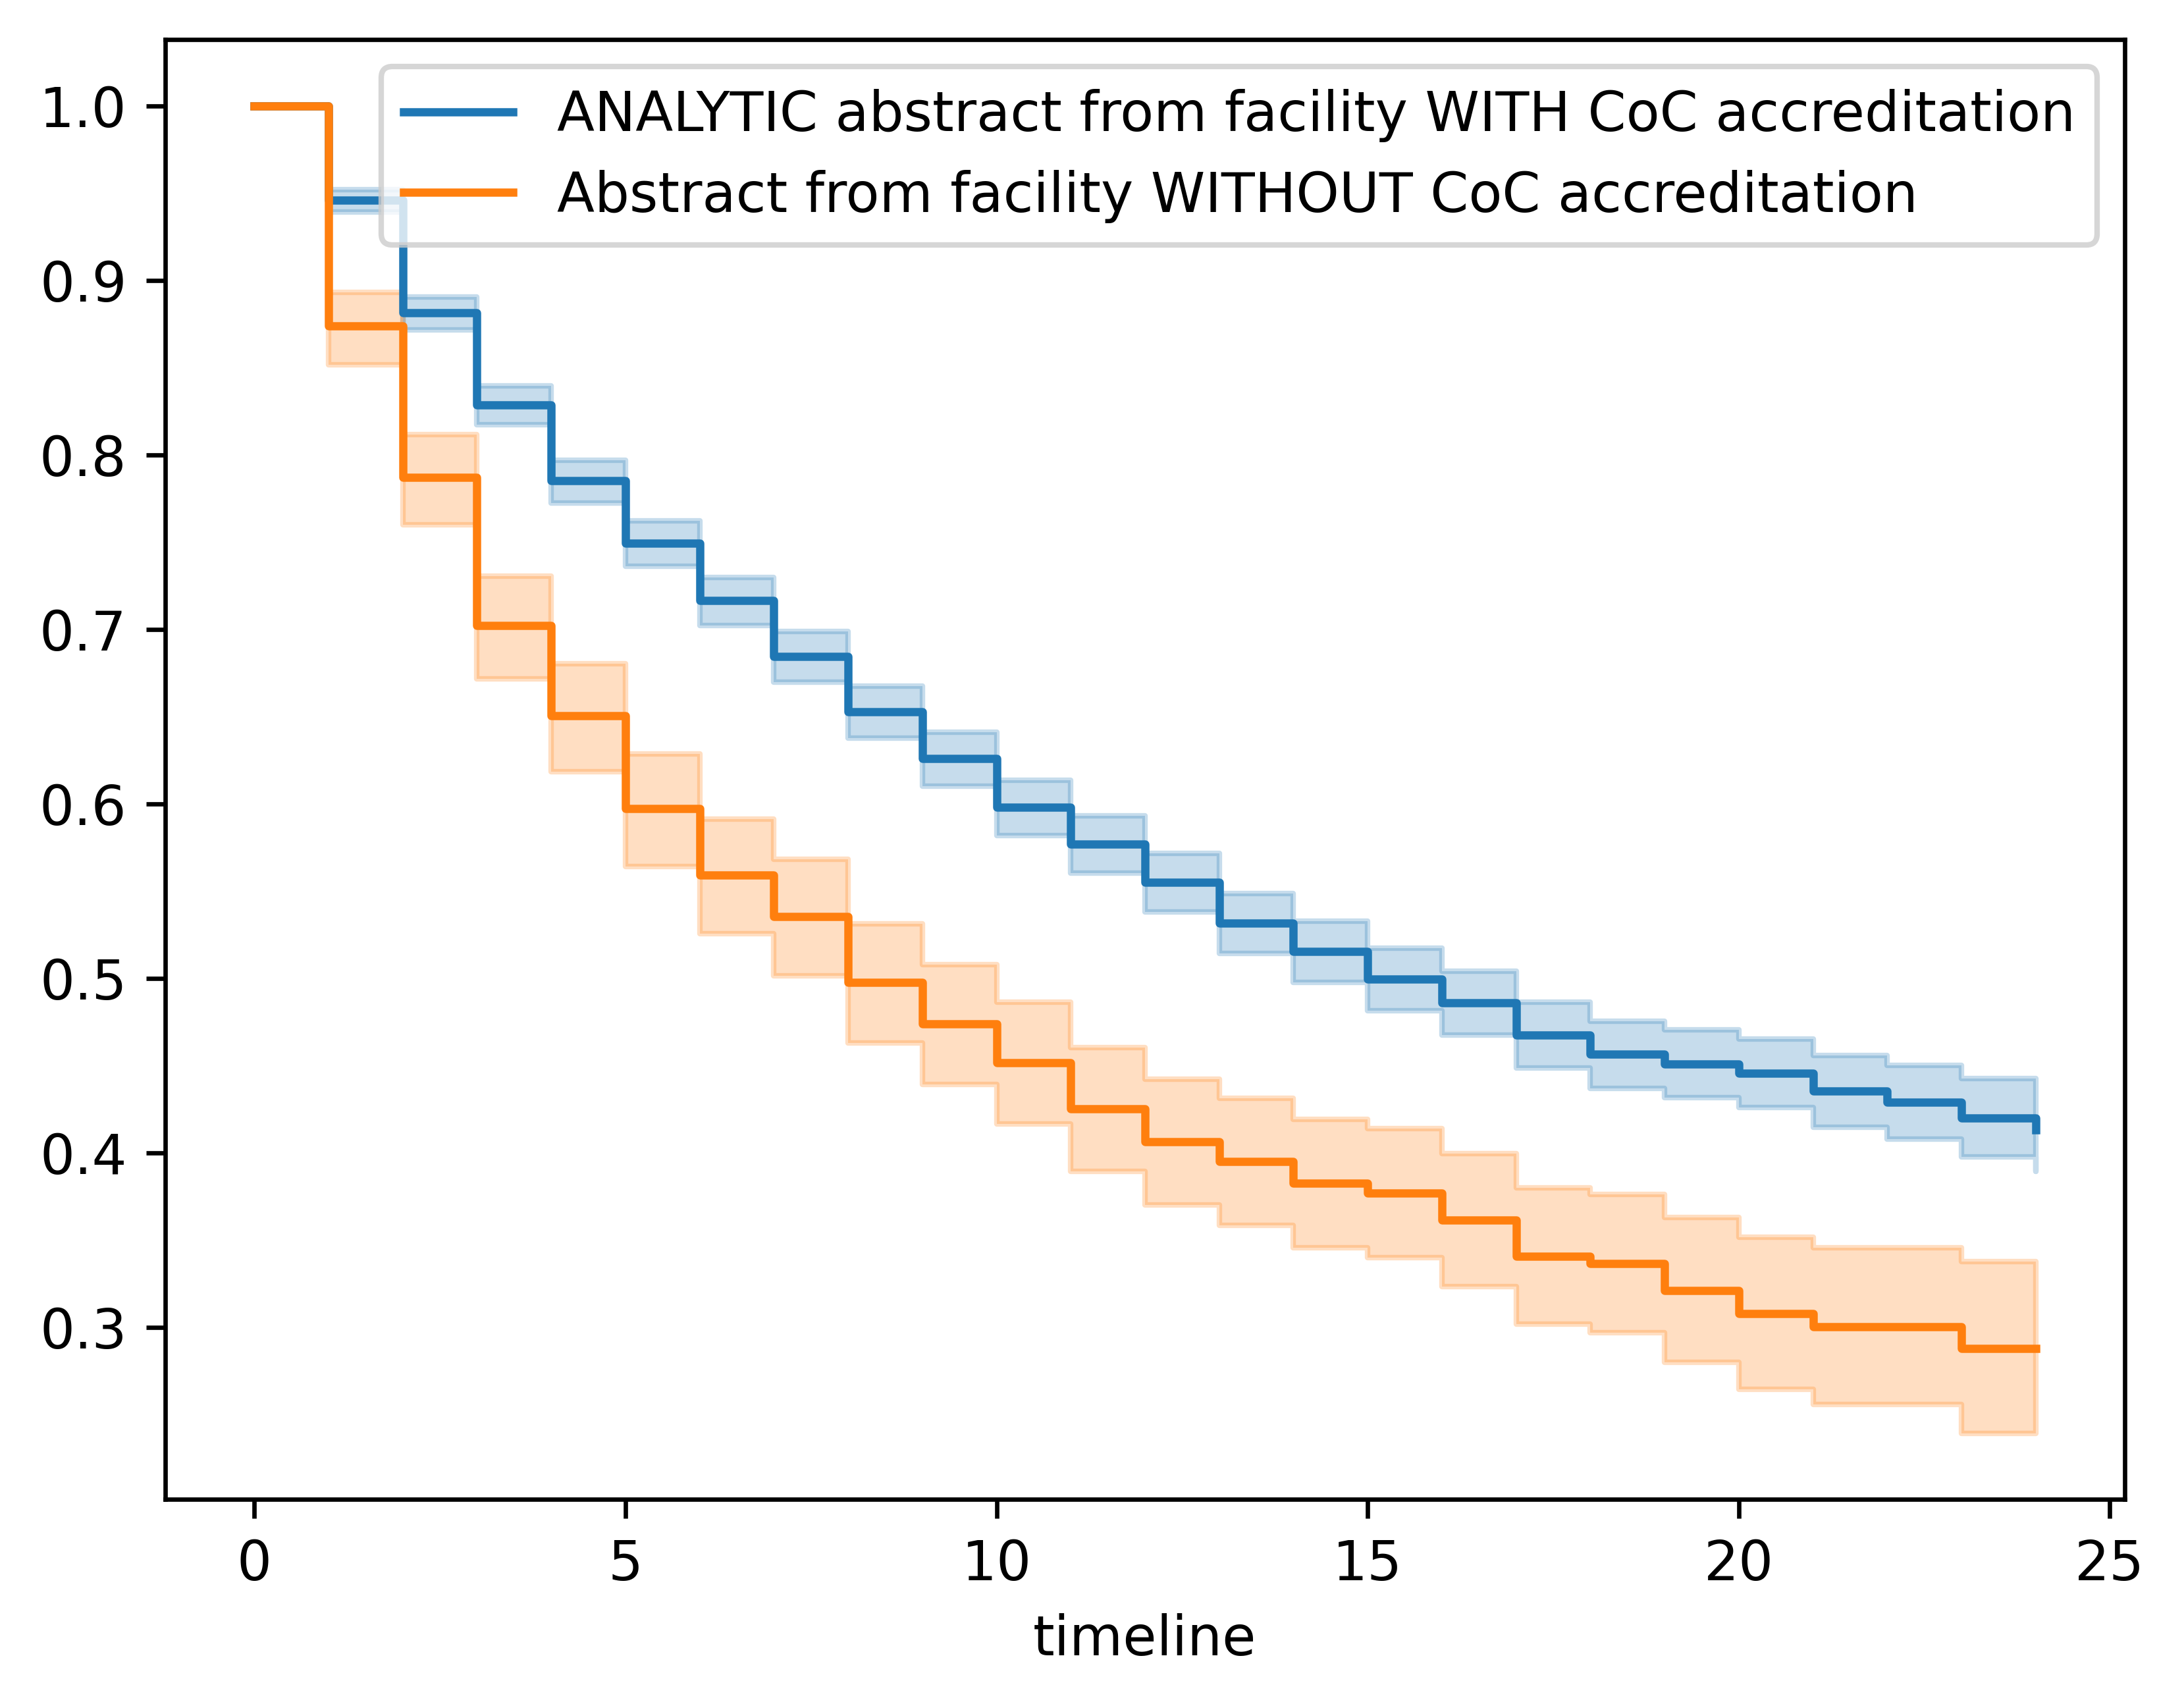 ANALYTIC abstract from facility WITH CoC accreditation
Abstract from facility WITHOUT CoC accreditation
1.0
0.9
0.8
0.7
0.6
0.5
0.4
0.3
0 5 10 15 20 25
timeline